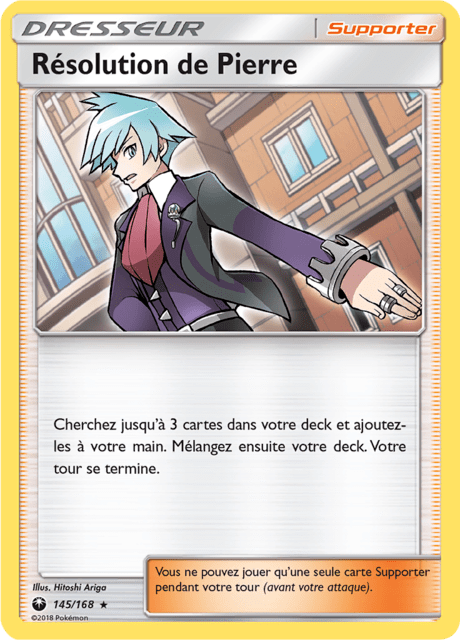 DRESSEUR Supporter
Résolution de Pierre
Cherchez jusqu'à 3 cartes dans votre deck et ajoutez-
les à votre main. Mélangez ensuite votre deck. Votre
tour se termine.
Vous ne pouvez jouer qu'une seule carte Supporter
pendant votre tour (avant votre attaque).
Illus. Hitoshi Ariga
145/168 ★
©2018 Pokémon